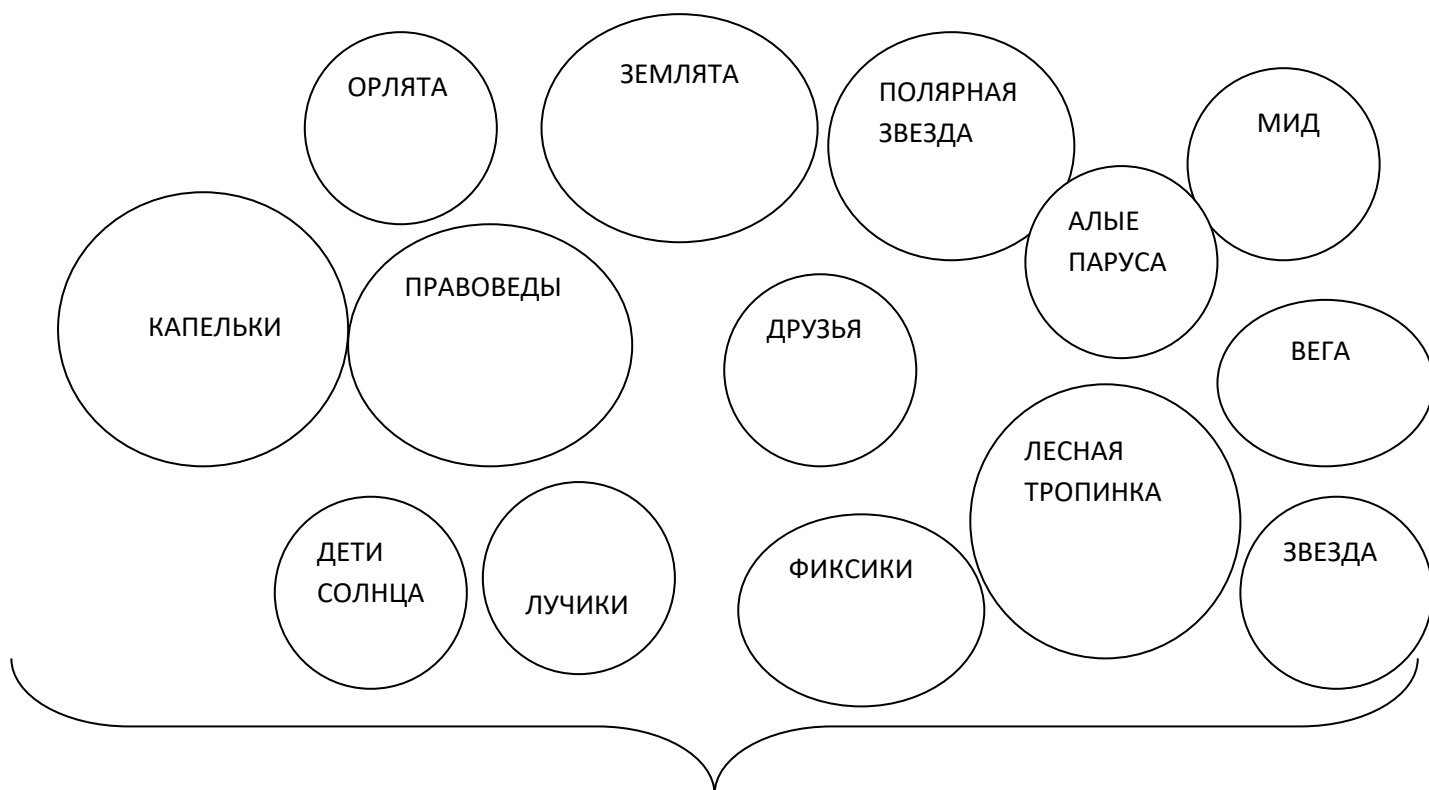 ОРЛЯТА
ЗЕМЛЯТА
ПОЛЯРНАЯ
ЗВЕЗДА
МИД
АЛЫЕ
ПАРУСА
КАПЕЛЬКИ
ПРАВОВЕДЫ
ДРУЗЬЯ
ВЕГА
ЛЕСНАЯ
ТРОПИНКА
ДЕТИ
СОЛНЦА
ЛУЧИКИ
ФИКСИКИ
ЗВЕЗДА